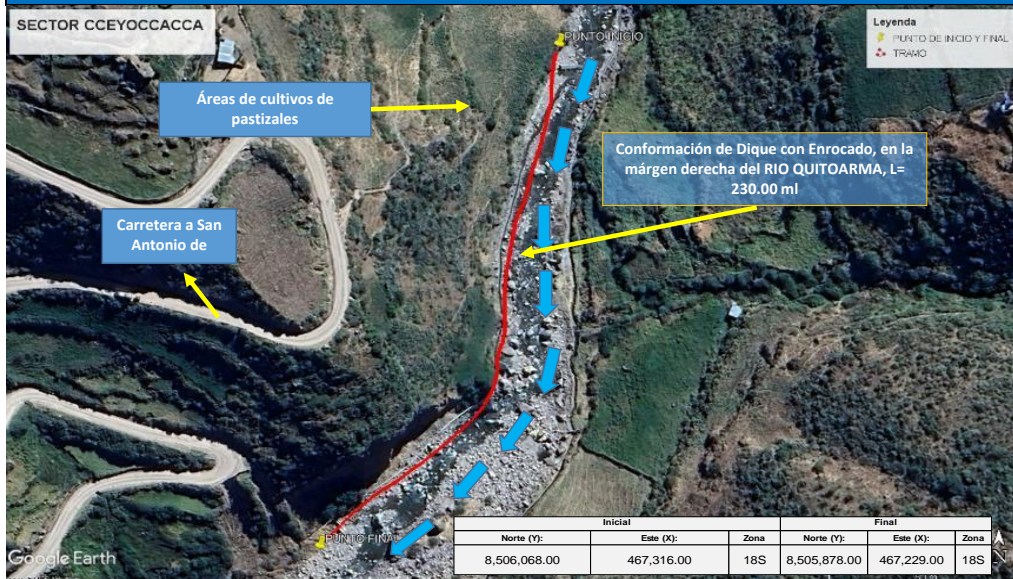 SECTOR CCEYOCCACCA
PUNTO INICIO
Leyenda
PUNTO DE INICIO Y FINAL
TRAMO
Áreas de cultivos de
pastizales
Conformación de Dique con Enrocado, en la
márgen derecha del RIO QUITOARMA, L=
230.00 ml
Carretera a San
Antonio de
PUNTO FINAL
Inicial Final
Norte (Y): Este (X): Zona Norte (Y): Este (X): Zona
8,506,068.00 467,316.00 18S 8,505,878.00 467,229.00 18S
Google Earth
N